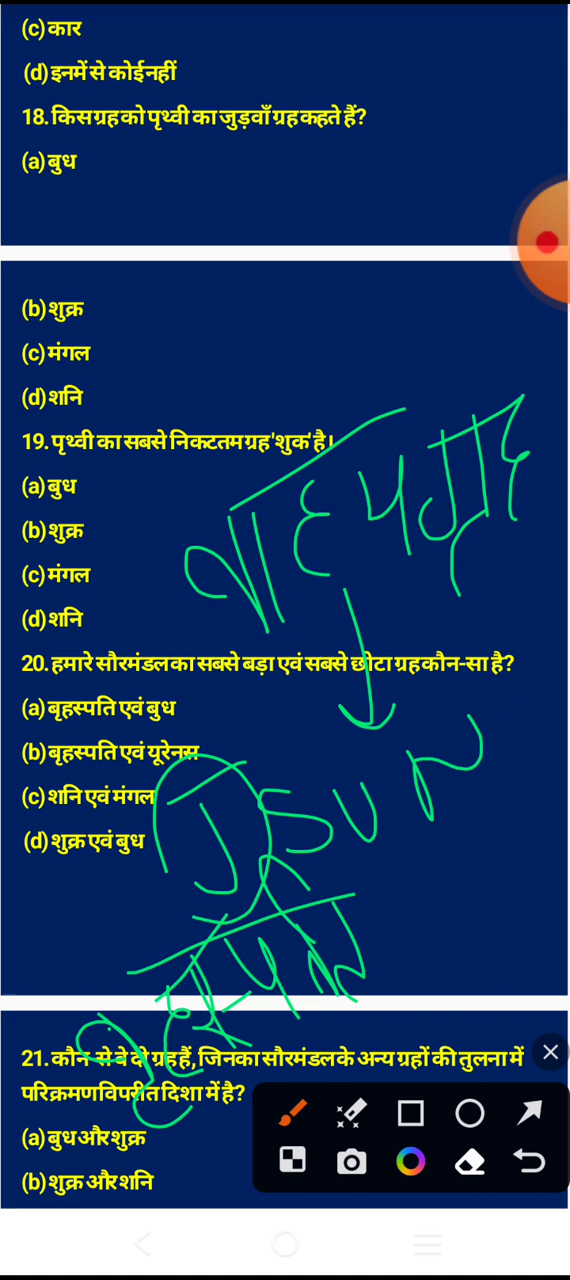 (c) कार
(d) इनमें से कोई नहीं
18. किस ग्रह को पृथ्वी का जुड़वाँ ग्रह कहते हैं?
(a) बुध
(b) शुक्र
(c) मंगल
(d) शनि
19. पृथ्वी का सबसे निकटतम ग्रह 'शुक' है।
(a) बुध
(b) शुक्र
(c) मंगल
(d) शनि
20. हमारे सौरमंडल का सबसे बड़ा एवं सबसे छोटा ग्रह कौन-सा है?
(a) बृहस्पति एवं बुध
(b) बृहस्पति एवं यूरेनस
(c) शनि एवं मंगल
(d) शुक्र एवं बुध
JSUN
21. कौन-से वे दो ग्रह हैं, जिनका सौरमंडल के अन्य ग्रहों की तुलना में
परिक्रमण विपरीत दिशा में है?
(a) बुध और शुक्र
(b) शुक्र और शनि